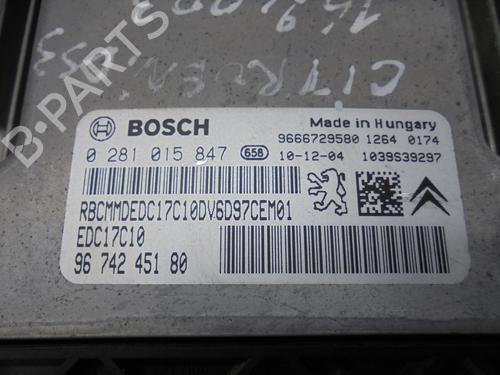 CITROEN
BOSCH
Made in Hungary
9666729580 1264 0174
0 281 015 847 658 10-12-04 1039S39297
RBCMMDEDC17C10DV6D97CEM01
EDC17C10
96 742 451 80